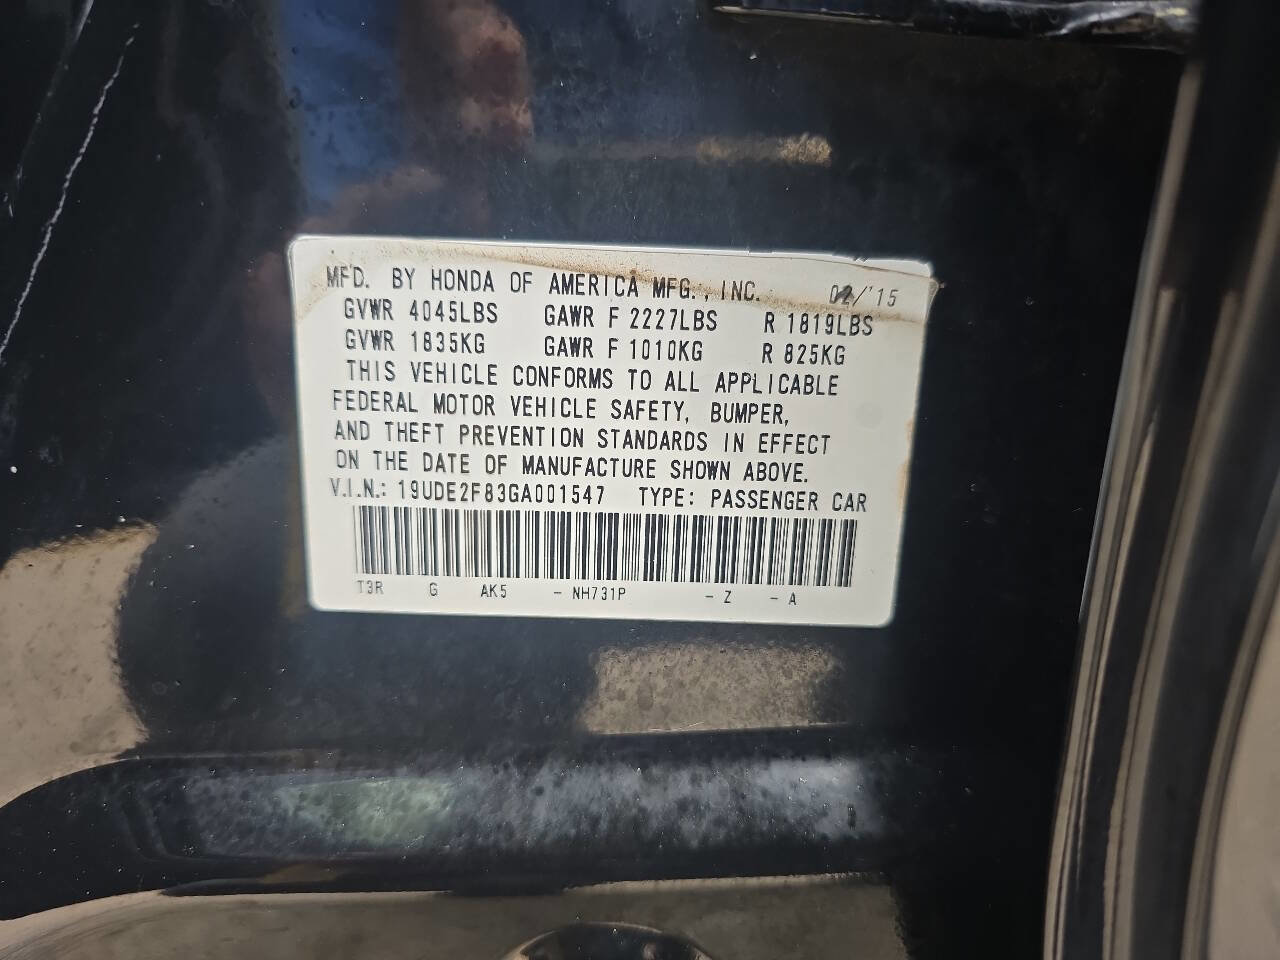 MFD. BY HONDA OF AMERICA MFG., INC. 02/'15
GVWR 4045LBS GAWR F 2227LBS R 1819LBS
GVWR 1835KG GAWR F 1010KG R 825KG
THIS VEHICLE CONFORMS TO ALL APPLICABLE
FEDERAL MOTOR VEHICLE SAFETY, BUMPER,
AND THEFT PREVENTION STANDARDS IN EFFECT
ON THE DATE OF MANUFACTURE SHOWN ABOVE.
V.I.N.: 19UDE2F83GA001547 TYPE: PASSENGER CAR
T3R G AK5 - NH731P - Z - A